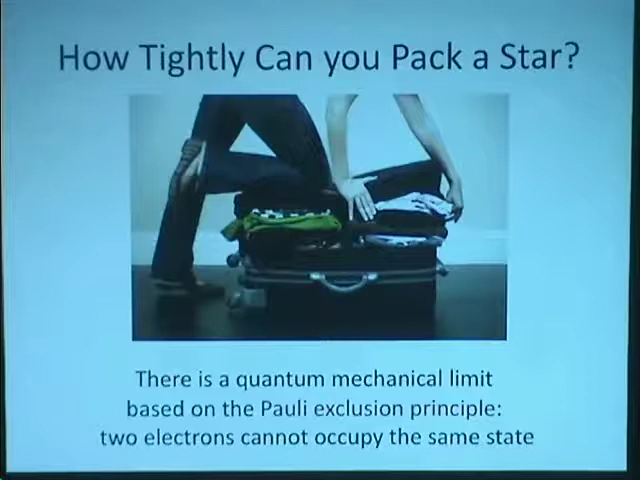 How Tightly Can you Pack a Star?
There is a quantum mechanical limit
based on the Pauli exclusion principle:
two electrons cannot occupy the same state